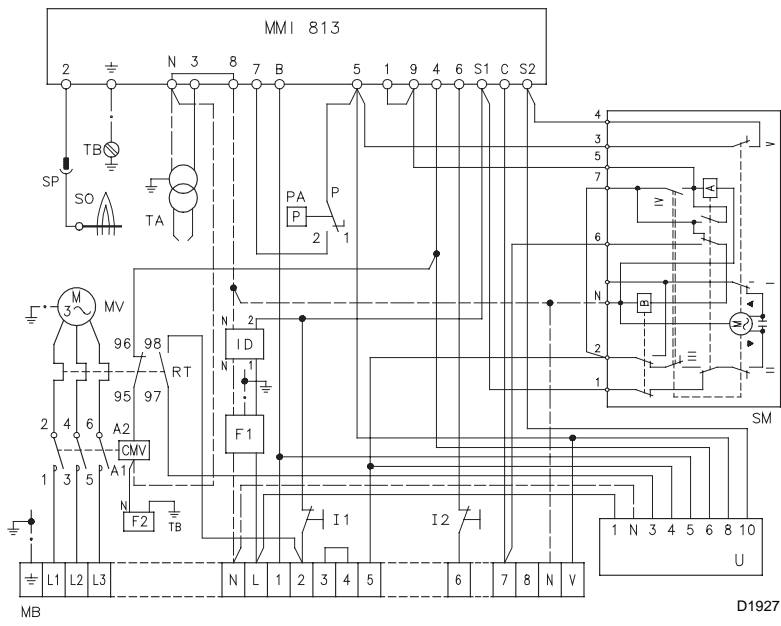 MMI 813
2 N 3 8 7 B 5 1 9 4 6 S1 C S2
TB
SP
SO
TA
PA
P
P
2 1
4
3
5
7
6
N
2
1
A
IV
V
B
I
M
III
II
SM
M
3
MV
96 98
RT
95 97
N 2
ID
N 1
F1
2 4 6 A2
CMV
1 3 5 A1
N
F2
TB
I1
I2
1 N 3 4 5 6 8 10
U
L1 L2 L3 N L 1 2 3 4 5 6 7 8 N V
MB
D1927